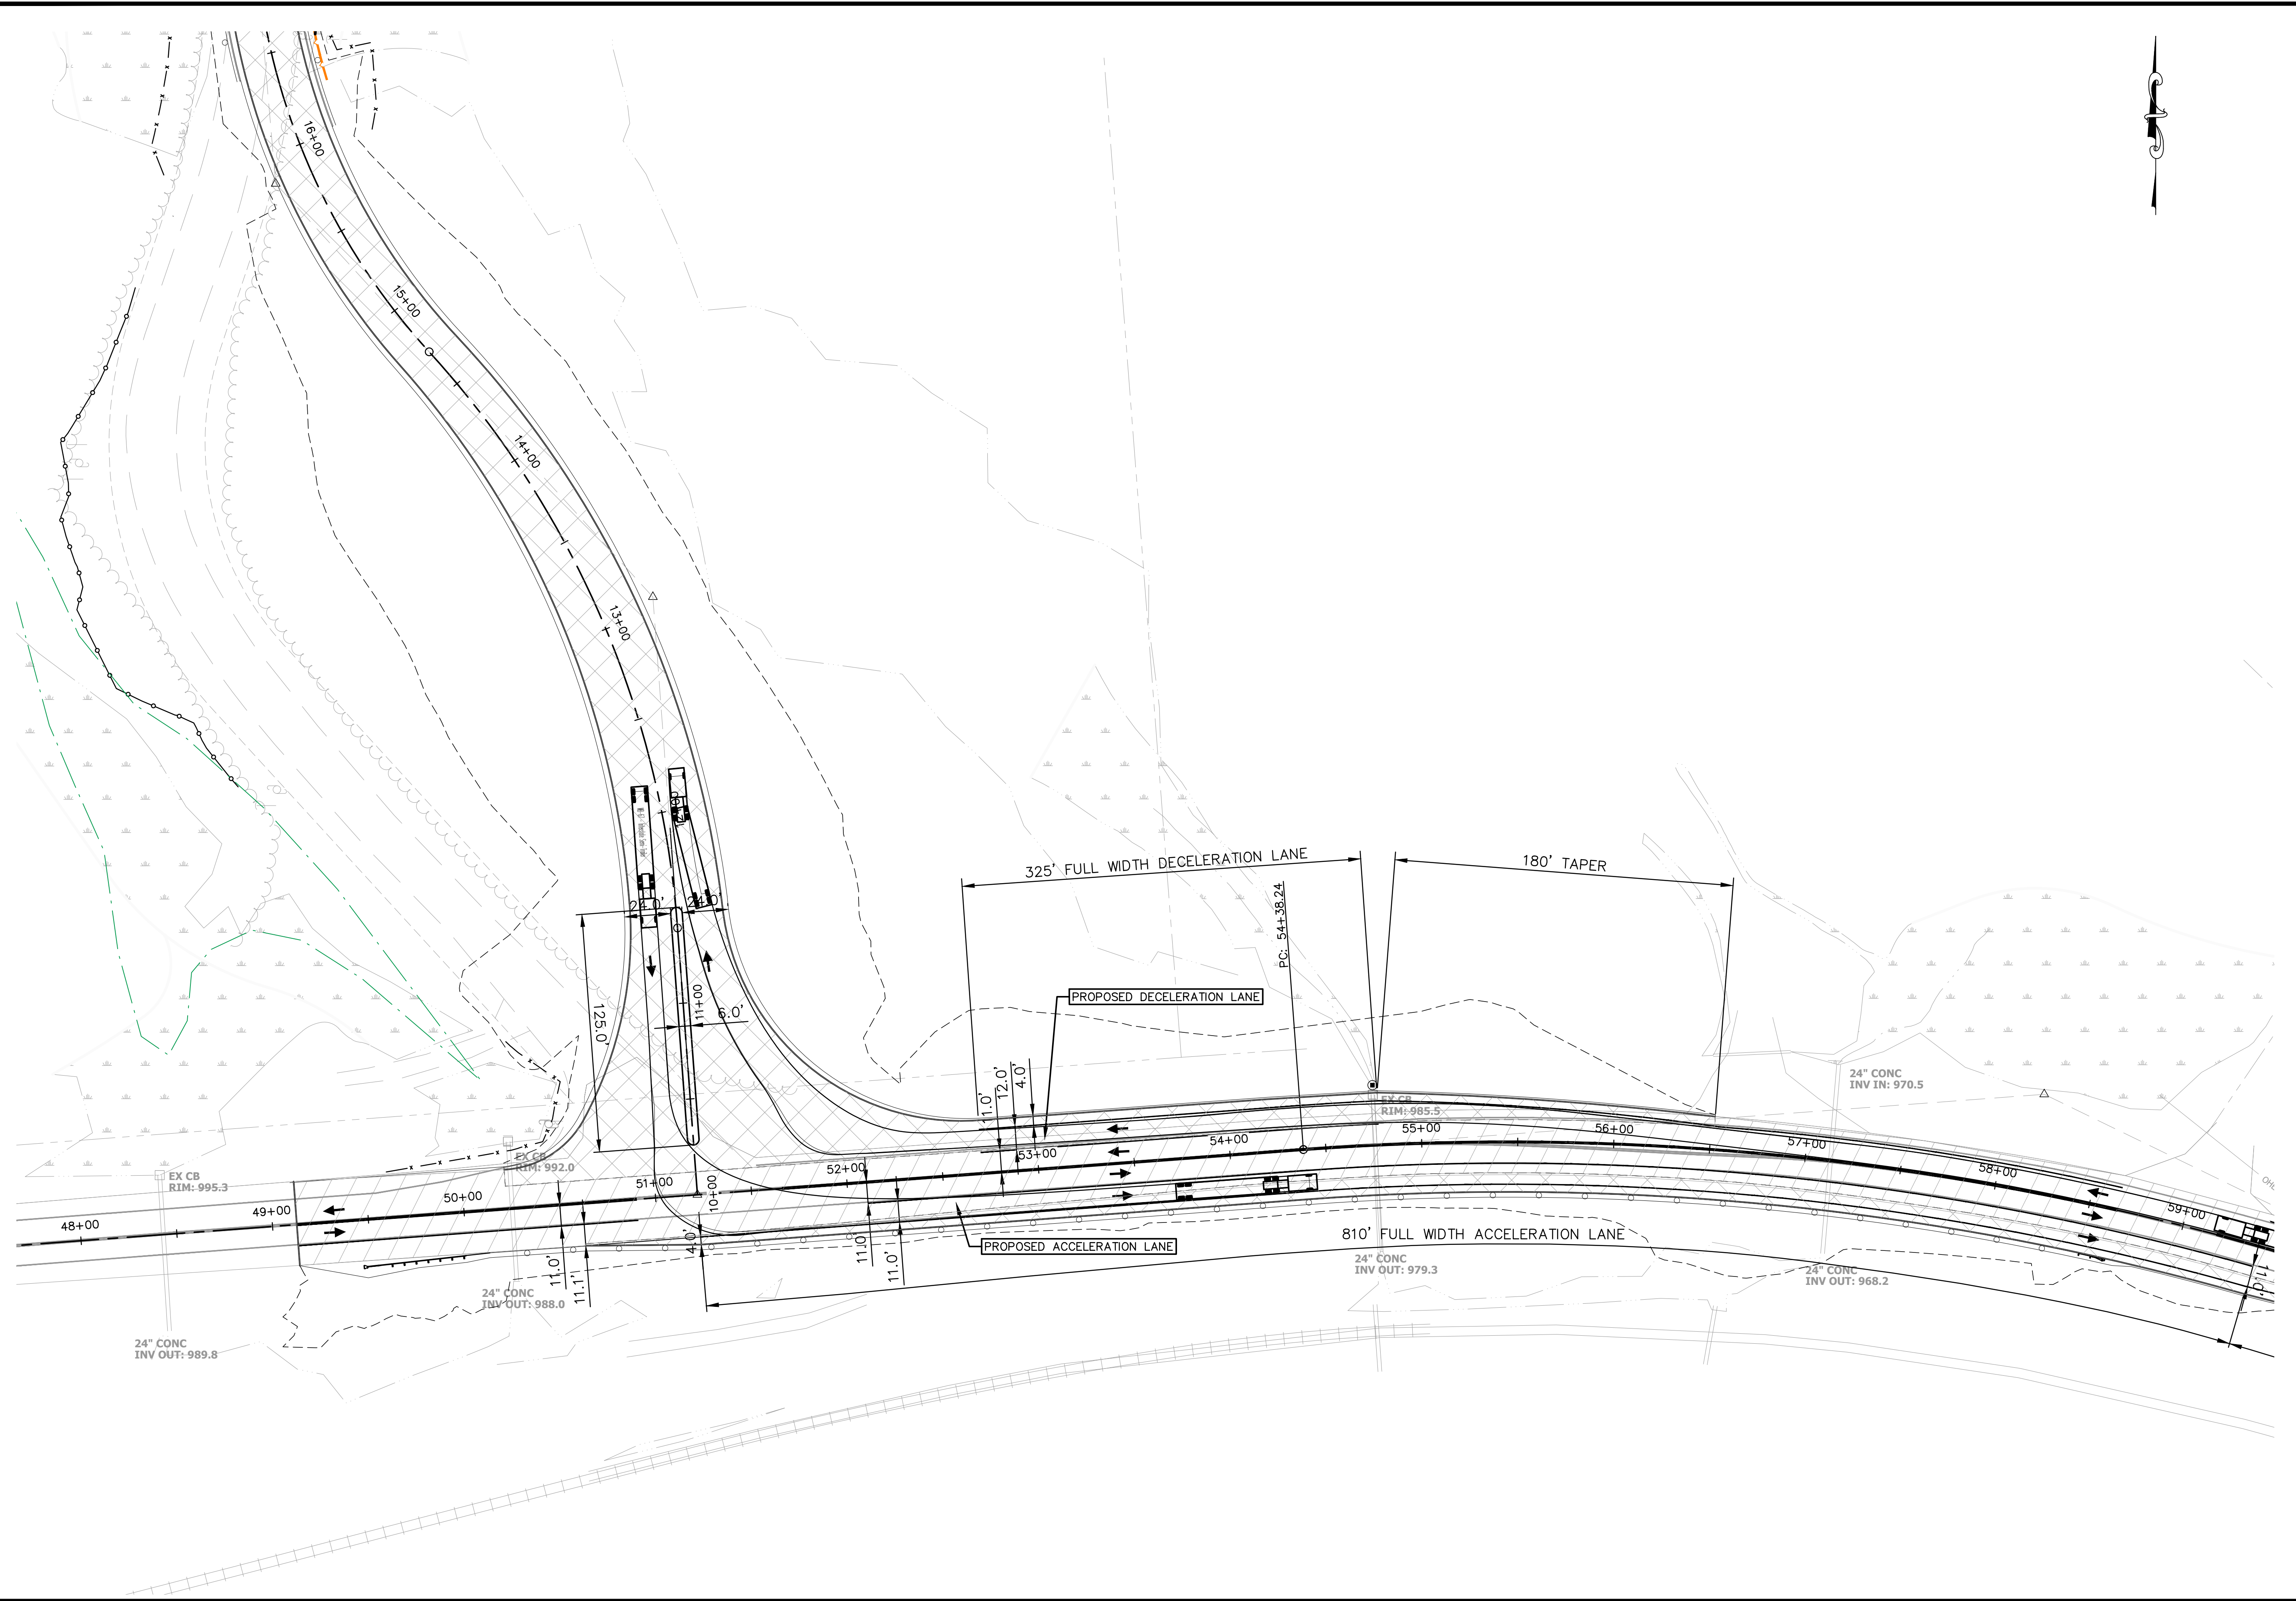 16+00
15+00
14+00
13+00
12+00
325' FULL WIDTH DECELERATION LANE
180' TAPER
24.0'
24.0'
PC: 54+38.24
11+00
6.0'
125.0'
PROPOSED DECELERATION LANE
11.0'
12.0'
4.0'
24" CONC
INV IN: 970.5
EX CB
RIM: 985.5
EX CB
RIM: 992.0
EX CB
RIM: 995.3
48+00
49+00
50+00
51+00
10+00
52+00
53+00
54+00
55+00
56+00
57+00
58+00
59+00
4.0'
11.0'
11.0'
11.0'
11.1'
PROPOSED ACCELERATION LANE
810' FULL WIDTH ACCELERATION LANE
11.0'
24" CONC
INV OUT: 979.3
24" CONC
INV OUT: 968.2
24" CONC
INV OUT: 988.0
24" CONC
INV OUT: 989.8